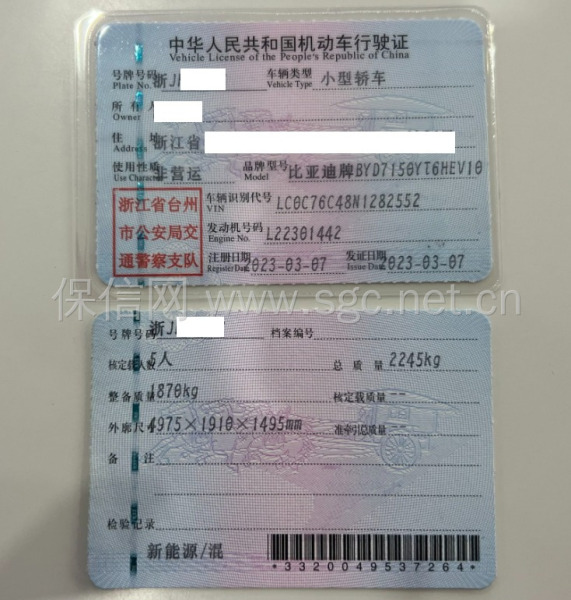 中华人民共和国机动车行驶证
Vehicle License of the People's Republic of China
号牌号码 浙J 车辆类型 小型轿车
Plate No. Vehicle Type
所有人
Owner
住址 浙江省
Address
使用性质 非营运 品牌型号 比亚迪牌BYD7150YT6HEV10
Use Character Model
浙江省台州
市公安局交
通警察支队
车辆识别代号 LC0C76C48N1282552
VIN
发动机号码 L22301442
Engine No.
注册日期 2023-03-07 发证日期 2023-03-07
Register Date Issue Date
保信网 www.sgc.net.cn
号牌号码 浙J 档案编号
核定载人数 5人 总质量 2245kg
整备质量 1870kg 核定载质量 --
外廓尺寸 4975×1910×1495mm 准牵引总质量 --
备注
检验记录
新能源/混
*3320049537264*